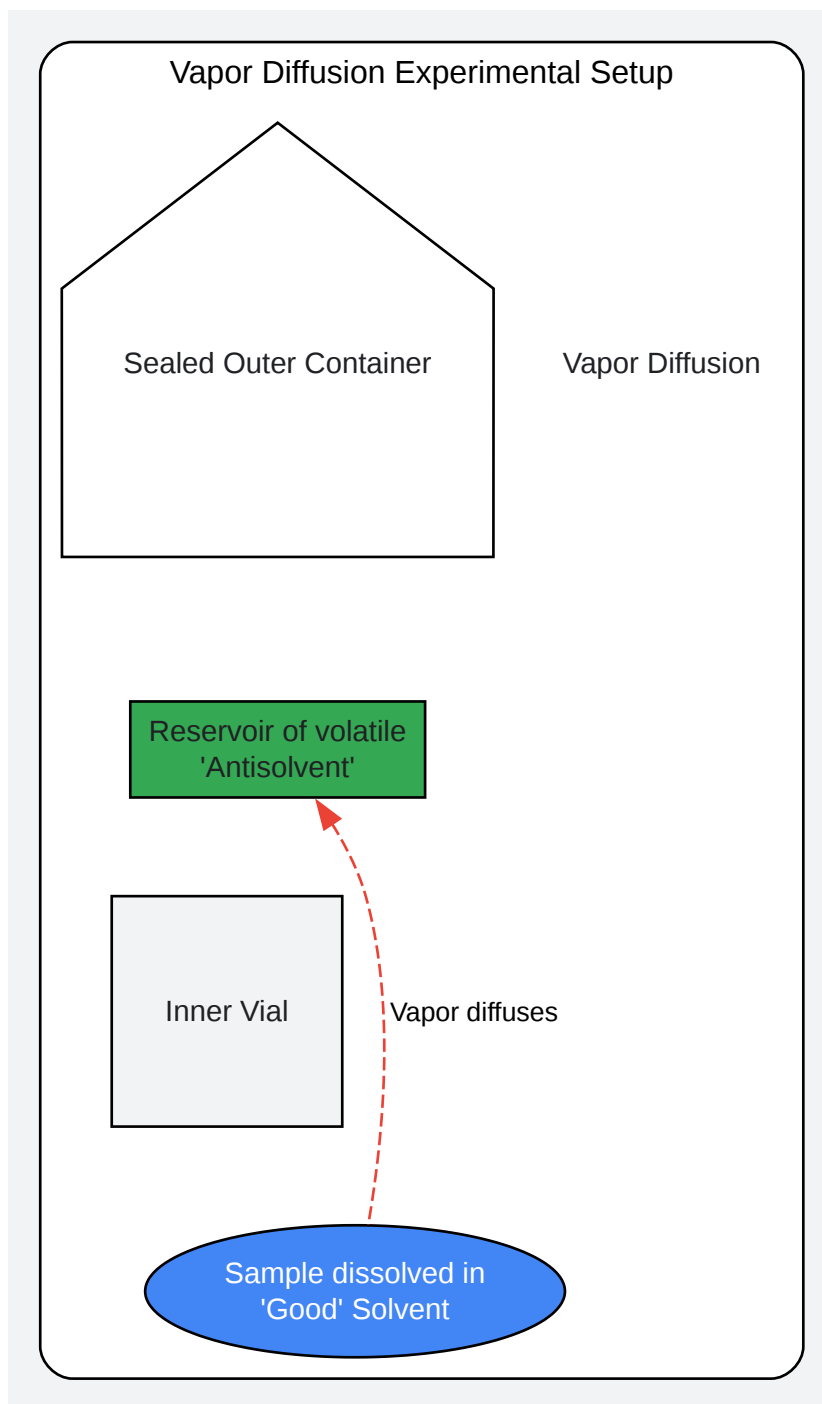 Vapor Diffusion Experimental Setup
Sealed Outer Container
Vapor Diffusion
Reservoir of volatile
'Antisolvent'
Inner Vial
Vapor diffuses
Sample dissolved in
'Good' Solvent